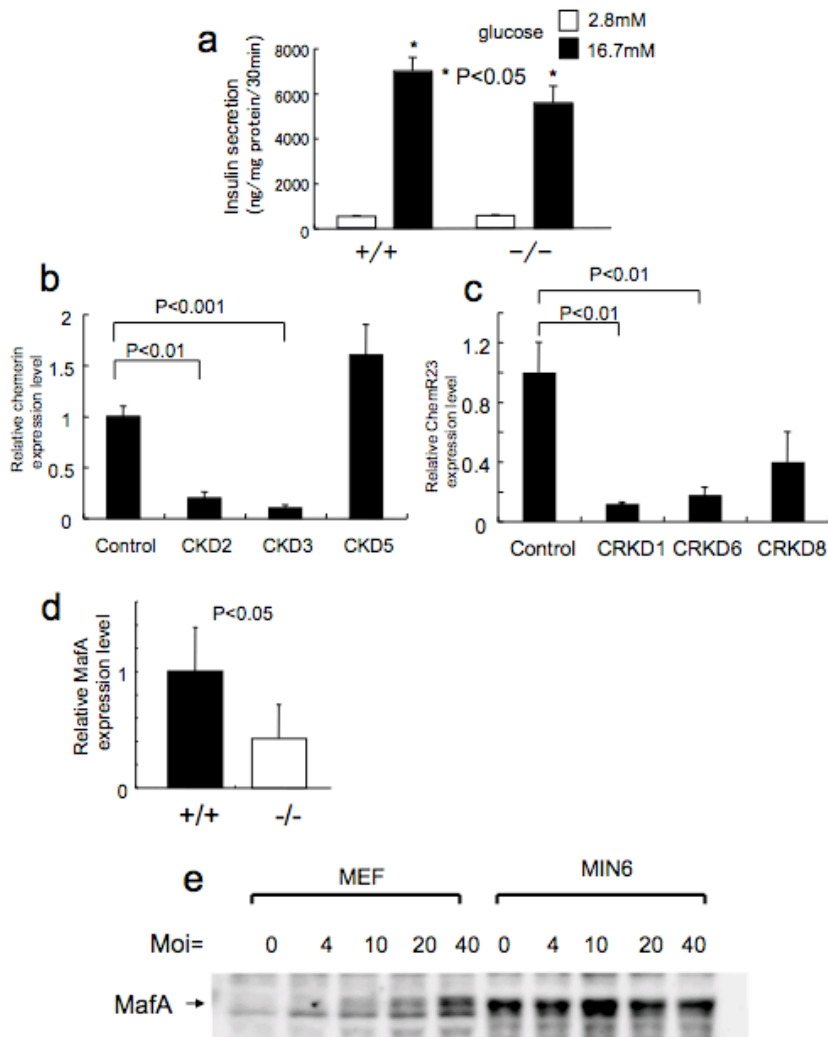 a
glucose
2.8mM
16.7mM
* P<0.05
Insulin secretion
(ng/mg protein/30min)
8000
6000
4000
2000
0
*
*
+/+
−/−
b
P<0.001
P<0.01
Relative chemerin
expression level
2
1.5
1
0.5
0
Control
CKD2
CKD3
CKD5
c
P<0.01
P<0.01
Relative ChemR23
expression level
1.2
0.8
0.4
0
Control
CRKD1
CRKD6
CRKD8
d
P<0.05
Relative MafA
expression level
1
0
+/+
-/-
e
MEF
MIN6
Moi= 0 4 10 20 40 0 4 10 20 40
MafA